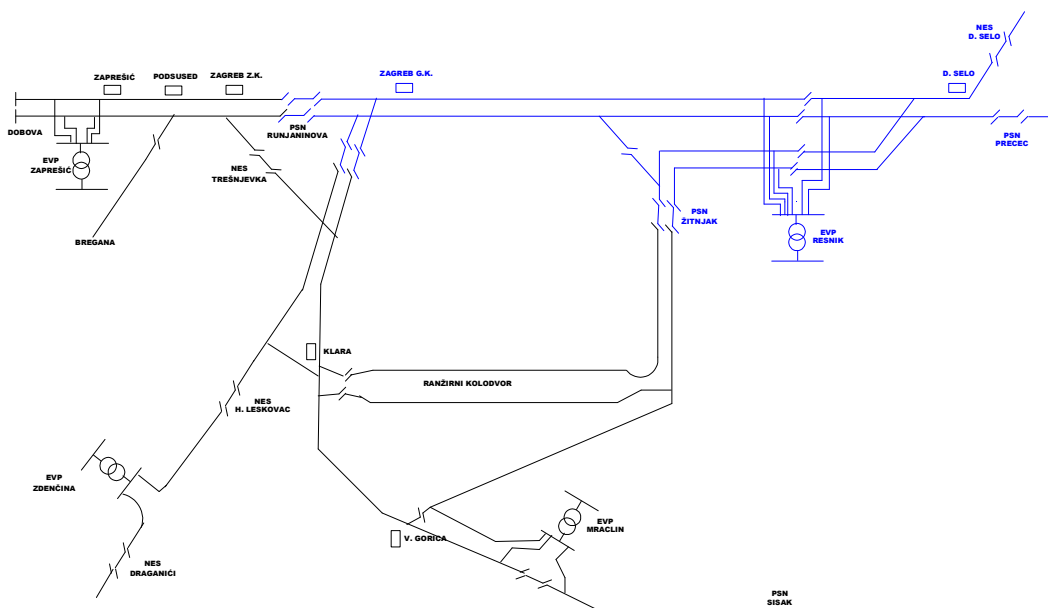 NES
D. SELO
ZAPREŠIĆ
PODSUSED
ZAGREB Z.K.
ZAGREB G.K.
D. SELO
DOBOVA
PSN
RUNJANINOVA
PSN
PRECEC
EVP
ZAPREŠIĆ
NES
TREŠNJEVKA
PSN
ŽITNJAK
EVP
RESNIK
BREGANA
KLARA
RANŽIRNI KOLODVOR
NES
H. LESKOVAC
EVP
ZDENČINA
EVP
MRACLIN
V. GORICA
NES
DRAGANIĆI
PSN
SISAK